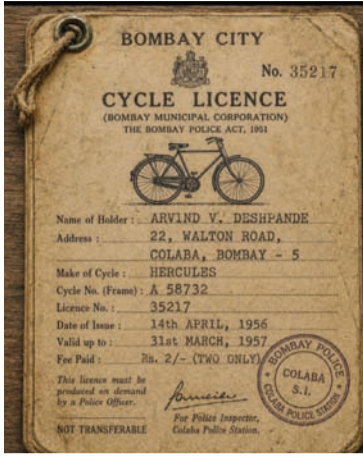 BOMBAY CITY
No. 35217
CYCLE LICENCE
(BOMBAY MUNICIPAL CORPORATION)
THE BOMBAY POLICE ACT, 1951
Name of Holder : ARVIND V. DESHPANDE
Address : 22, WALTON ROAD,
COLABA, BOMBAY - 5
Make of Cycle : HERCULES
Cycle No. (Frame) : A 58732
Licence No. : 35217
Date of Issue : 14th APRIL, 1956
Valid up to : 31st MARCH, 1957
Fee Paid : Rs. 2/- (TWO ONLY)
This licence must be
produced on demand
by a Police Officer.
NOT TRANSFERABLE
For Police Inspector,
Colaba Police Station.
BOMBAY POLICE
COLABA
S.I.
COLABA POLICE STATION